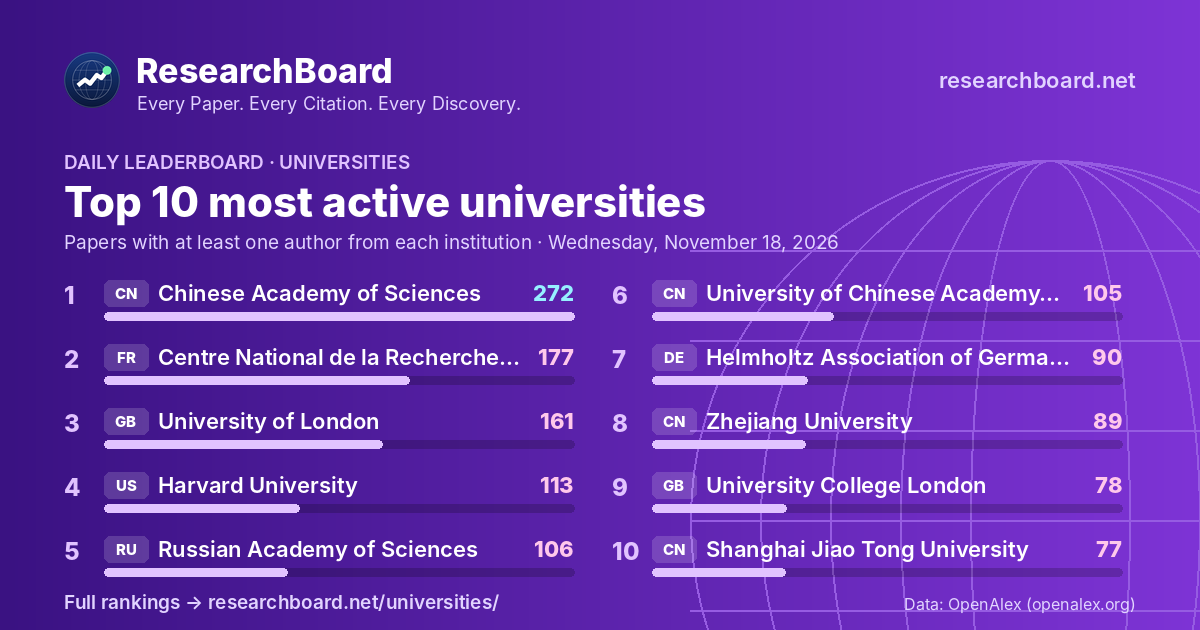 ResearchBoard
Every Paper. Every Citation. Every Discovery.
researchboard.net
DAILY LEADERBOARD · UNIVERSITIES
Top 10 most active universities
Papers with at least one author from each institution · Wednesday, November 18, 2026
1 CN Chinese Academy of Sciences 272
2 FR Centre National de la Recherche... 177
3 GB University of London 161
4 US Harvard University 113
5 RU Russian Academy of Sciences 106
6 CN University of Chinese Academy... 105
7 DE Helmholtz Association of Germa... 90
8 CN Zhejiang University 89
9 GB University College London 78
10 CN Shanghai Jiao Tong University 77
Full rankings → researchboard.net/universities/
Data: OpenAlex (openalex.org)